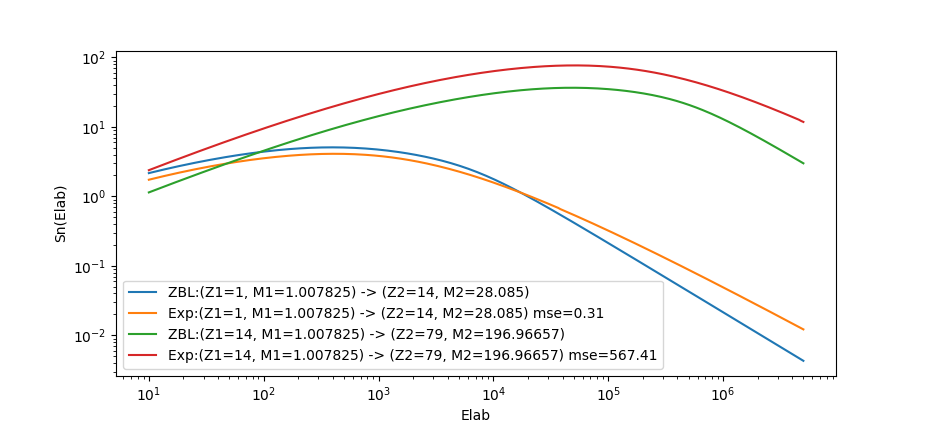 10²
10¹
10⁰
10⁻¹
10⁻²
Sn(Elab)
ZBL:(Z1=1, M1=1.007825) -> (Z2=14, M2=28.085)
Exp:(Z1=1, M1=1.007825) -> (Z2=14, M2=28.085) mse=0.31
ZBL:(Z1=14, M1=1.007825) -> (Z2=79, M2=196.96657)
Exp:(Z1=14, M1=1.007825) -> (Z2=79, M2=196.96657) mse=567.41
10¹ 10² 10³ 10⁴ 10⁵ 10⁶
Elab